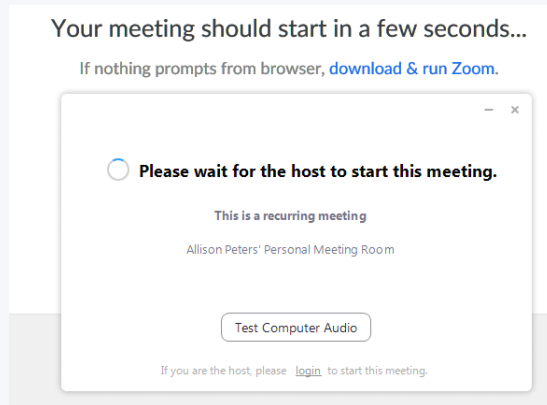 Your meeting should start in a few seconds...
If nothing prompts from browser, download & run Zoom.
Please wait for the host to start this meeting.
This is a recurring meeting
Allison Peters' Personal Meeting Room
Test Computer Audio
If you are the host, please login to start this meeting.